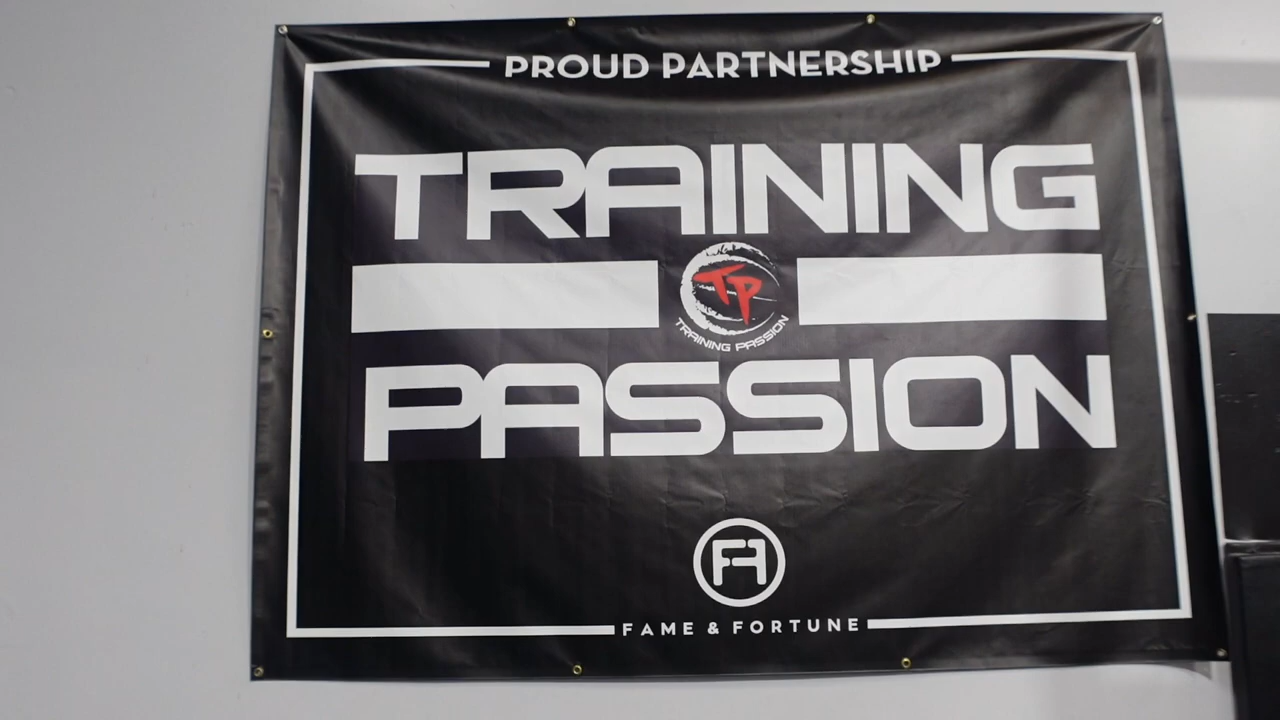 PROUD PARTNERSHIP
TRAINING
TP
TRAINING PASSION
PASSION
FF
FAME & FORTUNE